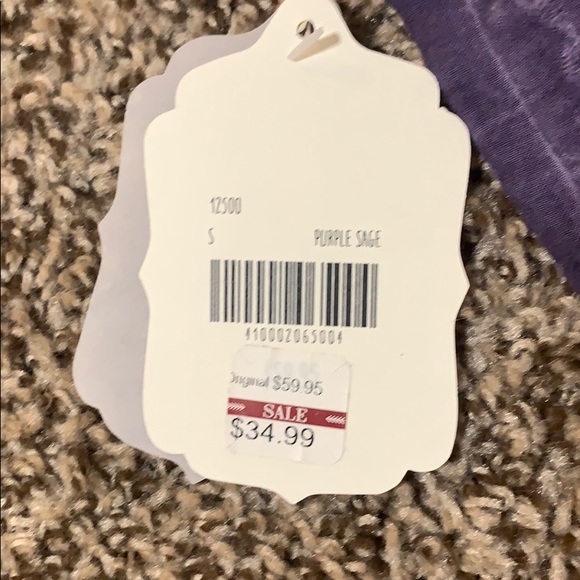 12500
S PURPLE SAGE
410002065004
Original $59.95
SALE
$34.99